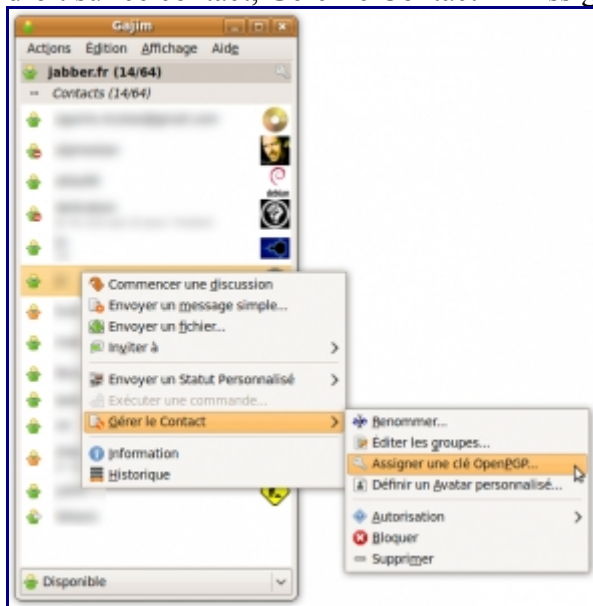 Gajim
Actions Édition Affichage Aide
jabber.fr (14/64)
Contacts (14/64)
debian
Commencer une discussion
Envoyer un message simple...
Envoyer un fichier...
Inviter à
Envoyer un Statut Personnalisé
Exécuter une commande...
Gérer le Contact
Information
Historique
Renommer...
Éditer les groupes...
Assigner une clé OpenPGP...
Définir un Avatar personnalisé...
Autorisation
Bloquer
Supprimer
Disponible